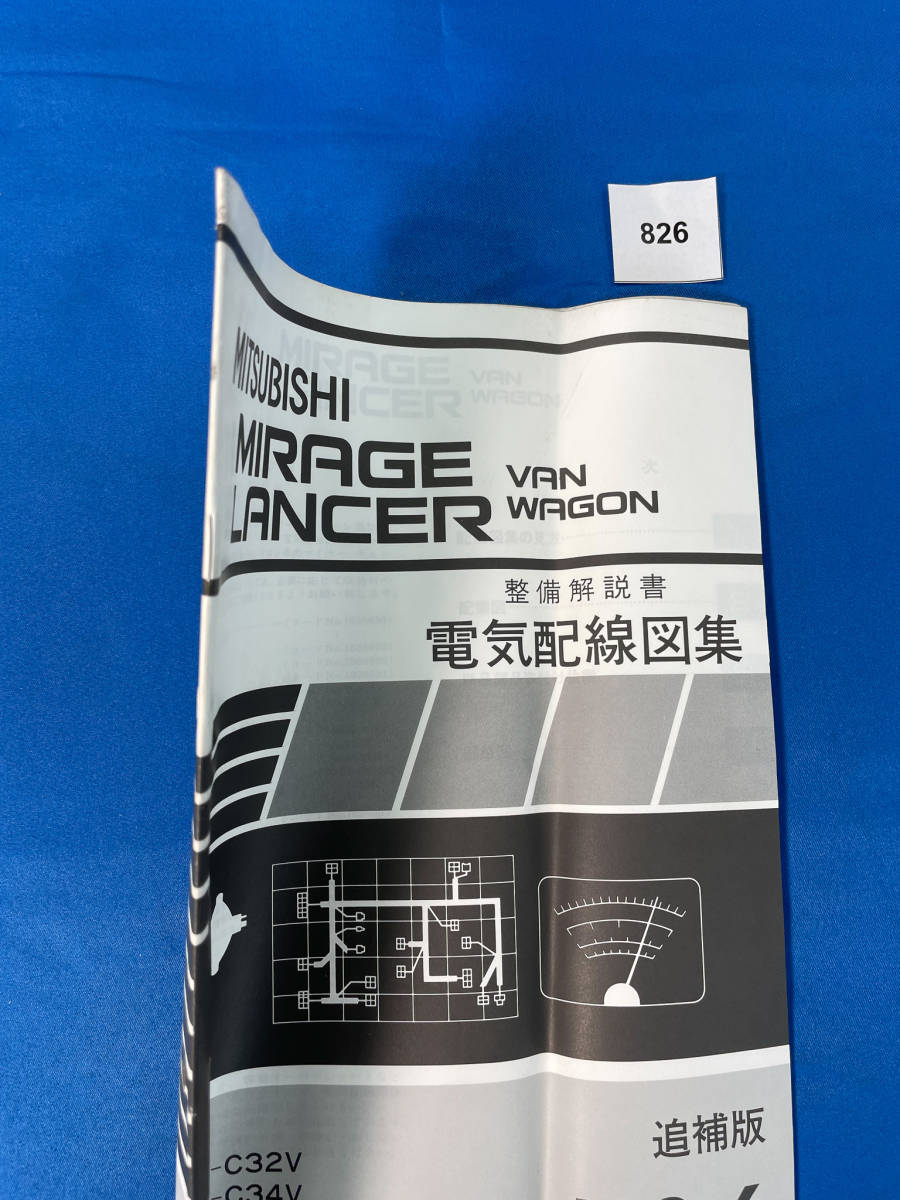 826
MITSUBISHI
MIRAGE
LANCER
VAN
WAGON
整備解説書
電気配線図集
追補版
-C32V
-C34V